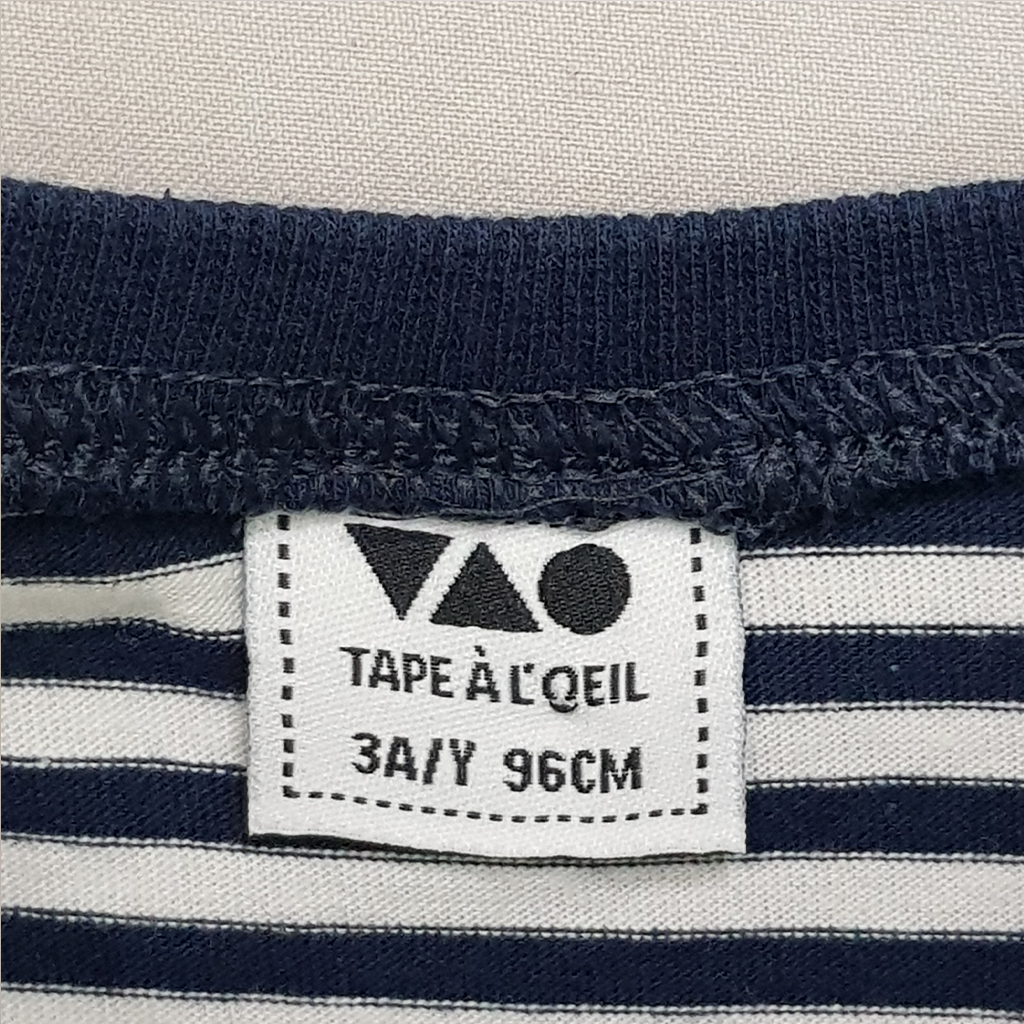 TAPE À L'OEIL
3A/Y 96CM